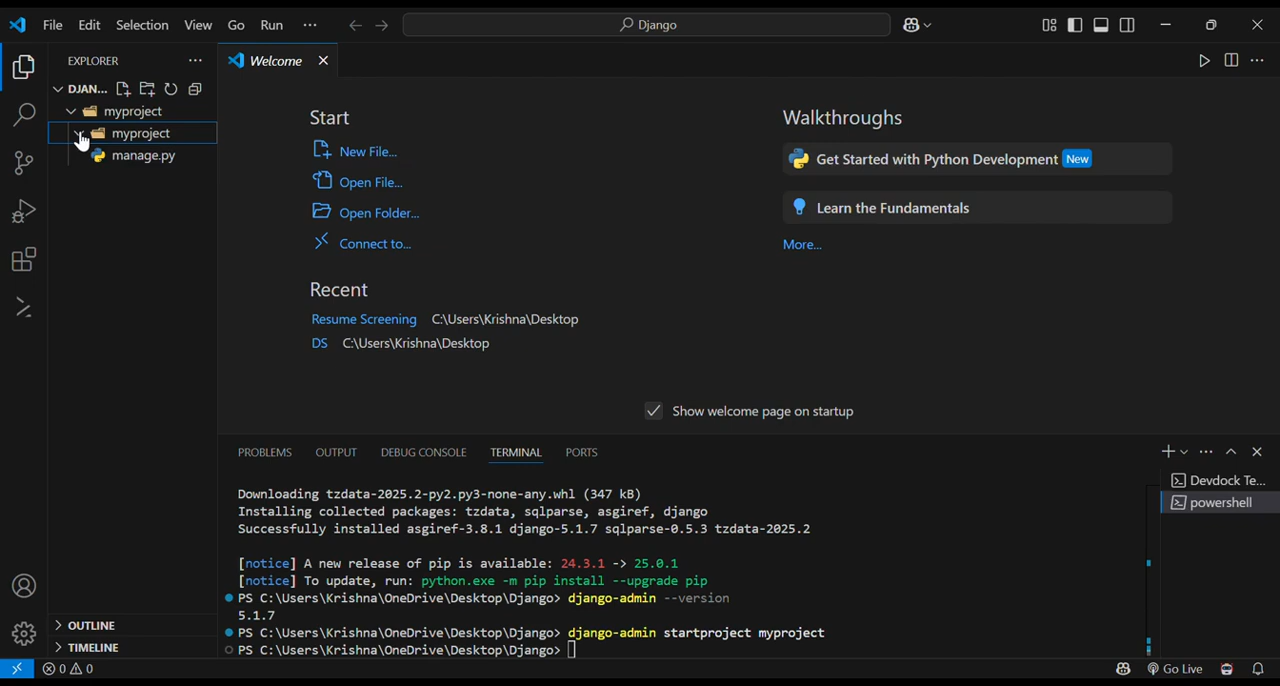 File Edit Selection View Go Run ··· Django
EXPLORER ···
Welcome
DJAN...
myproject
myproject
manage.py
Start
New File...
Open File...
Open Folder...
Connect to...
Walkthroughs
Get Started with Python Development New
Learn the Fundamentals
More...
Recent
Resume Screening C:\Users\Krishna\Desktop
DS C:\Users\Krishna\Desktop
Show welcome page on startup
PROBLEMS OUTPUT DEBUG CONSOLE TERMINAL PORTS
Downloading tzdata-2025.2-py2.py3-none-any.whl (347 kB)
Installing collected packages: tzdata, sqlparse, asgiref, django
Successfully installed asgiref-3.8.1 django-5.1.7 sqlparse-0.5.3 tzdata-2025.2
[notice] A new release of pip is available: 24.3.1 -> 25.0.1
[notice] To update, run: python.exe -m pip install --upgrade pip
PS C:\Users\Krishna\OneDrive\Desktop\Django> django-admin --version
5.1.7
PS C:\Users\Krishna\OneDrive\Desktop\Django> django-admin startproject myproject
PS C:\Users\Krishna\OneDrive\Desktop\Django>
Devdock Te...
powershell
OUTLINE
TIMELINE
0 0
Go Live